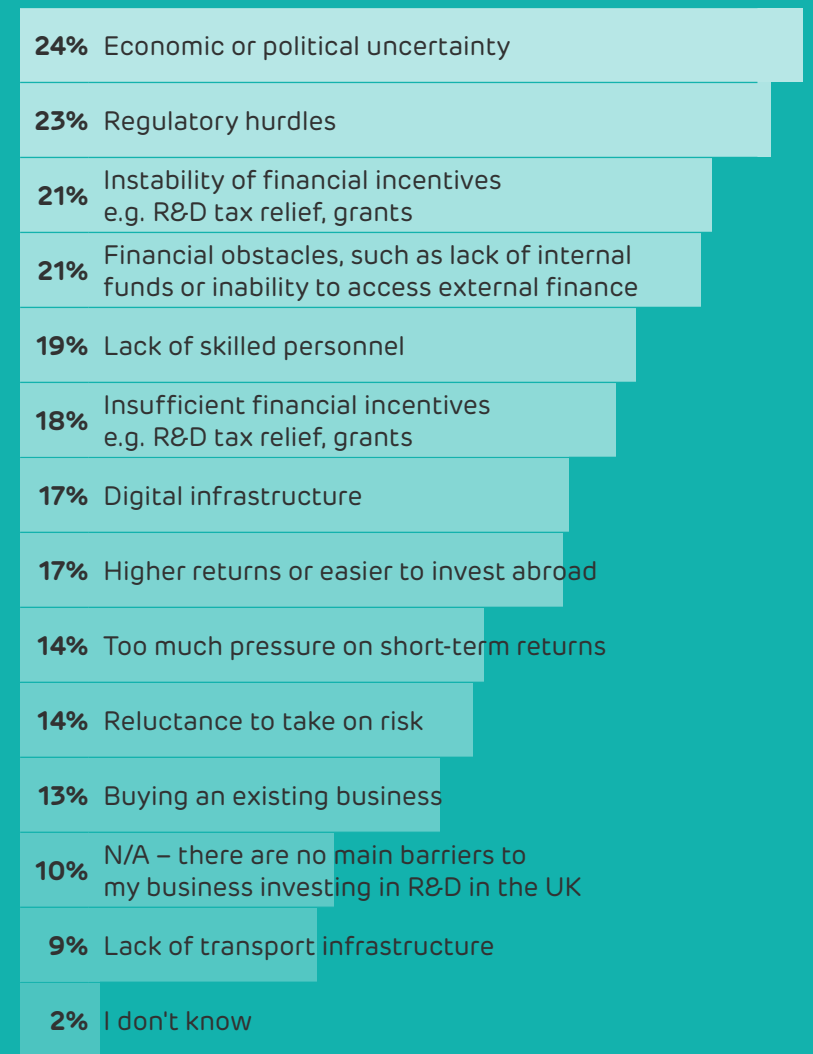 24% Economic or political uncertainty
23% Regulatory hurdles
21% Instability of financial incentives
e.g. R&D tax relief, grants
21% Financial obstacles, such as lack of internal
funds or inability to access external finance
19% Lack of skilled personnel
18% Insufficient financial incentives
e.g. R&D tax relief, grants
17% Digital infrastructure
17% Higher returns or easier to invest abroad
14% Too much pressure on short-term returns
14% Reluctance to take on risk
13% Buying an existing business
10% N/A – there are no main barriers to
my business investing in R&D in the UK
9% Lack of transport infrastructure
2% I don't know